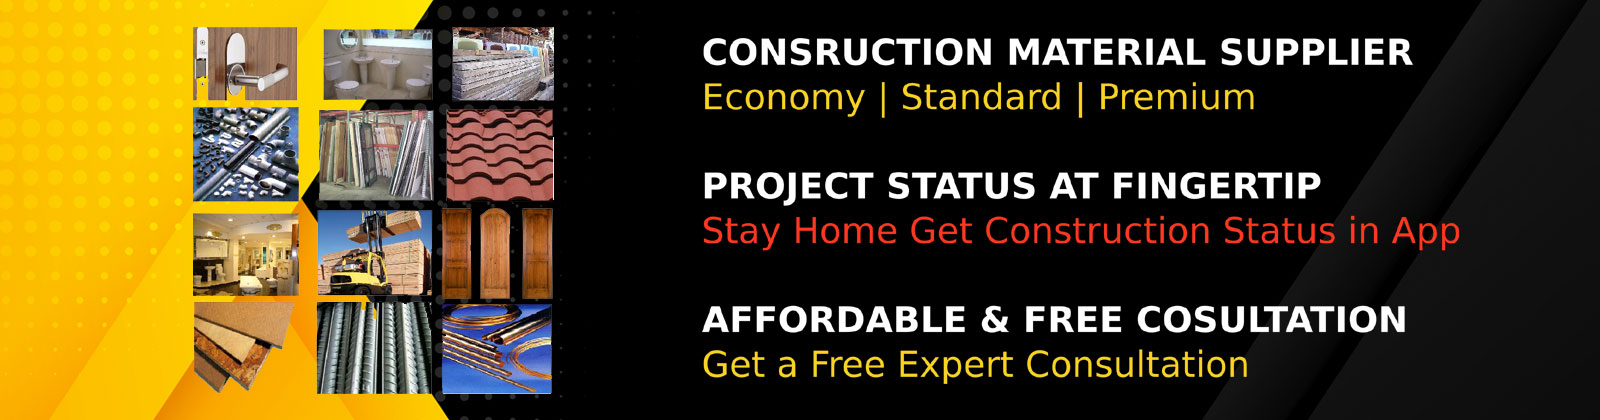 CONSRUCTION MATERIAL SUPPLIER
Economy | Standard | Premium
PROJECT STATUS AT FINGERTIP
Stay Home Get Construction Status in App
AFFORDABLE & FREE COSULTATION
Get a Free Expert Consultation